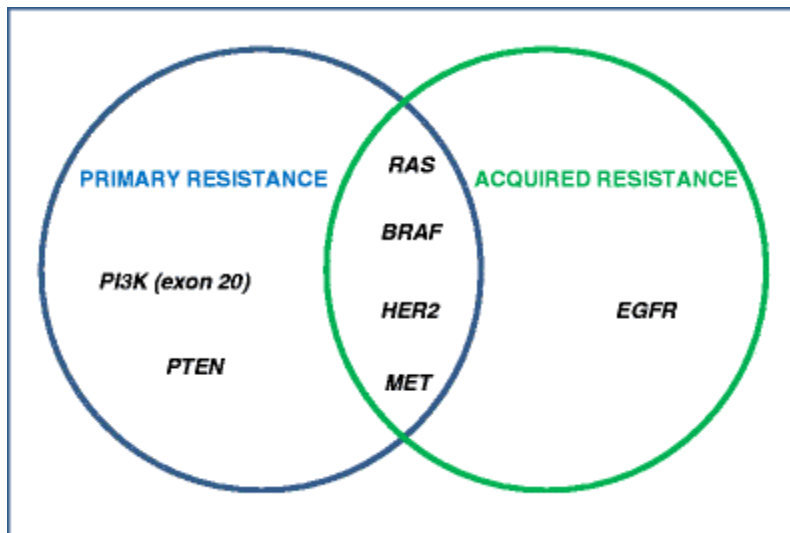 PRIMARY RESISTANCE
PI3K (exon 20)
PTEN
RAS
BRAF
HER2
MET
ACQUIRED RESISTANCE
EGFR